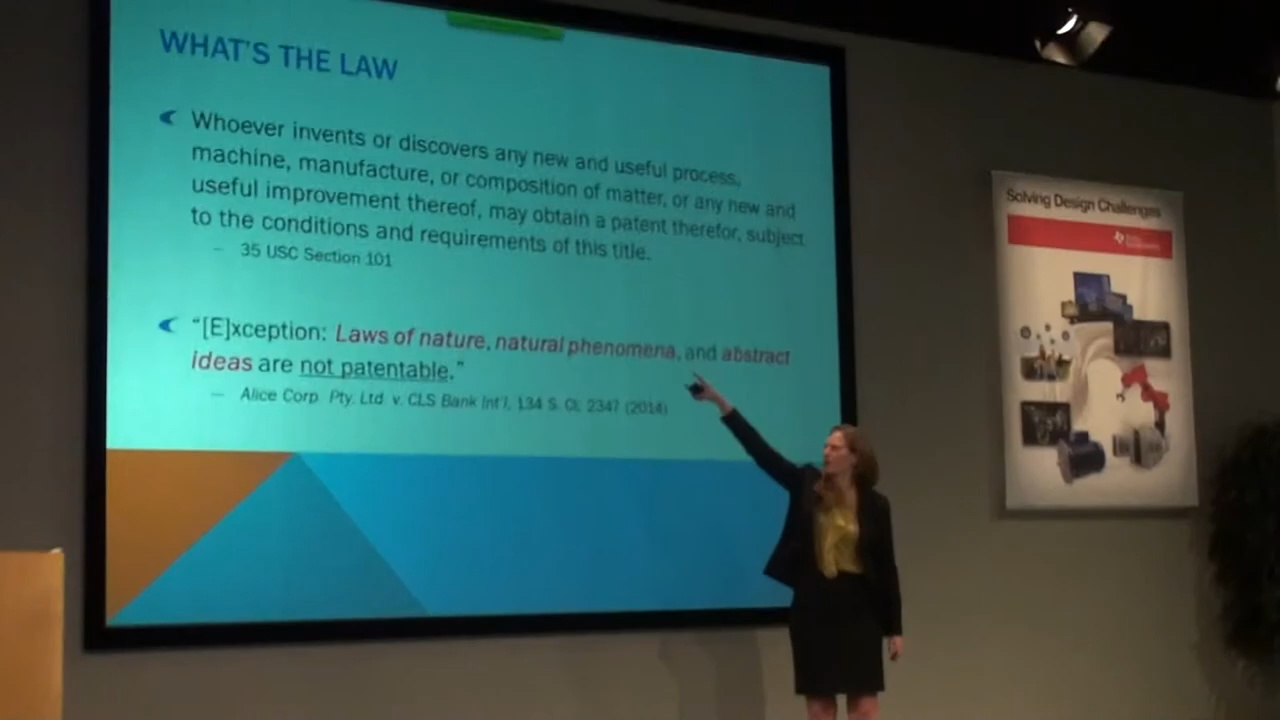 WHAT'S THE LAW
Whoever invents or discovers any new and useful process,
machine, manufacture, or composition of matter, or any new and
useful improvement thereof, may obtain a patent therefor, subject
to the conditions and requirements of this title.
– 35 USC Section 101
“[E]xception: Laws of nature, natural phenomena, and abstract
ideas are not patentable.”
– Alice Corp. Pty. Ltd. v. CLS Bank Int'l, 134 S. Ct. 2347 (2014)
Solving Design Challenges